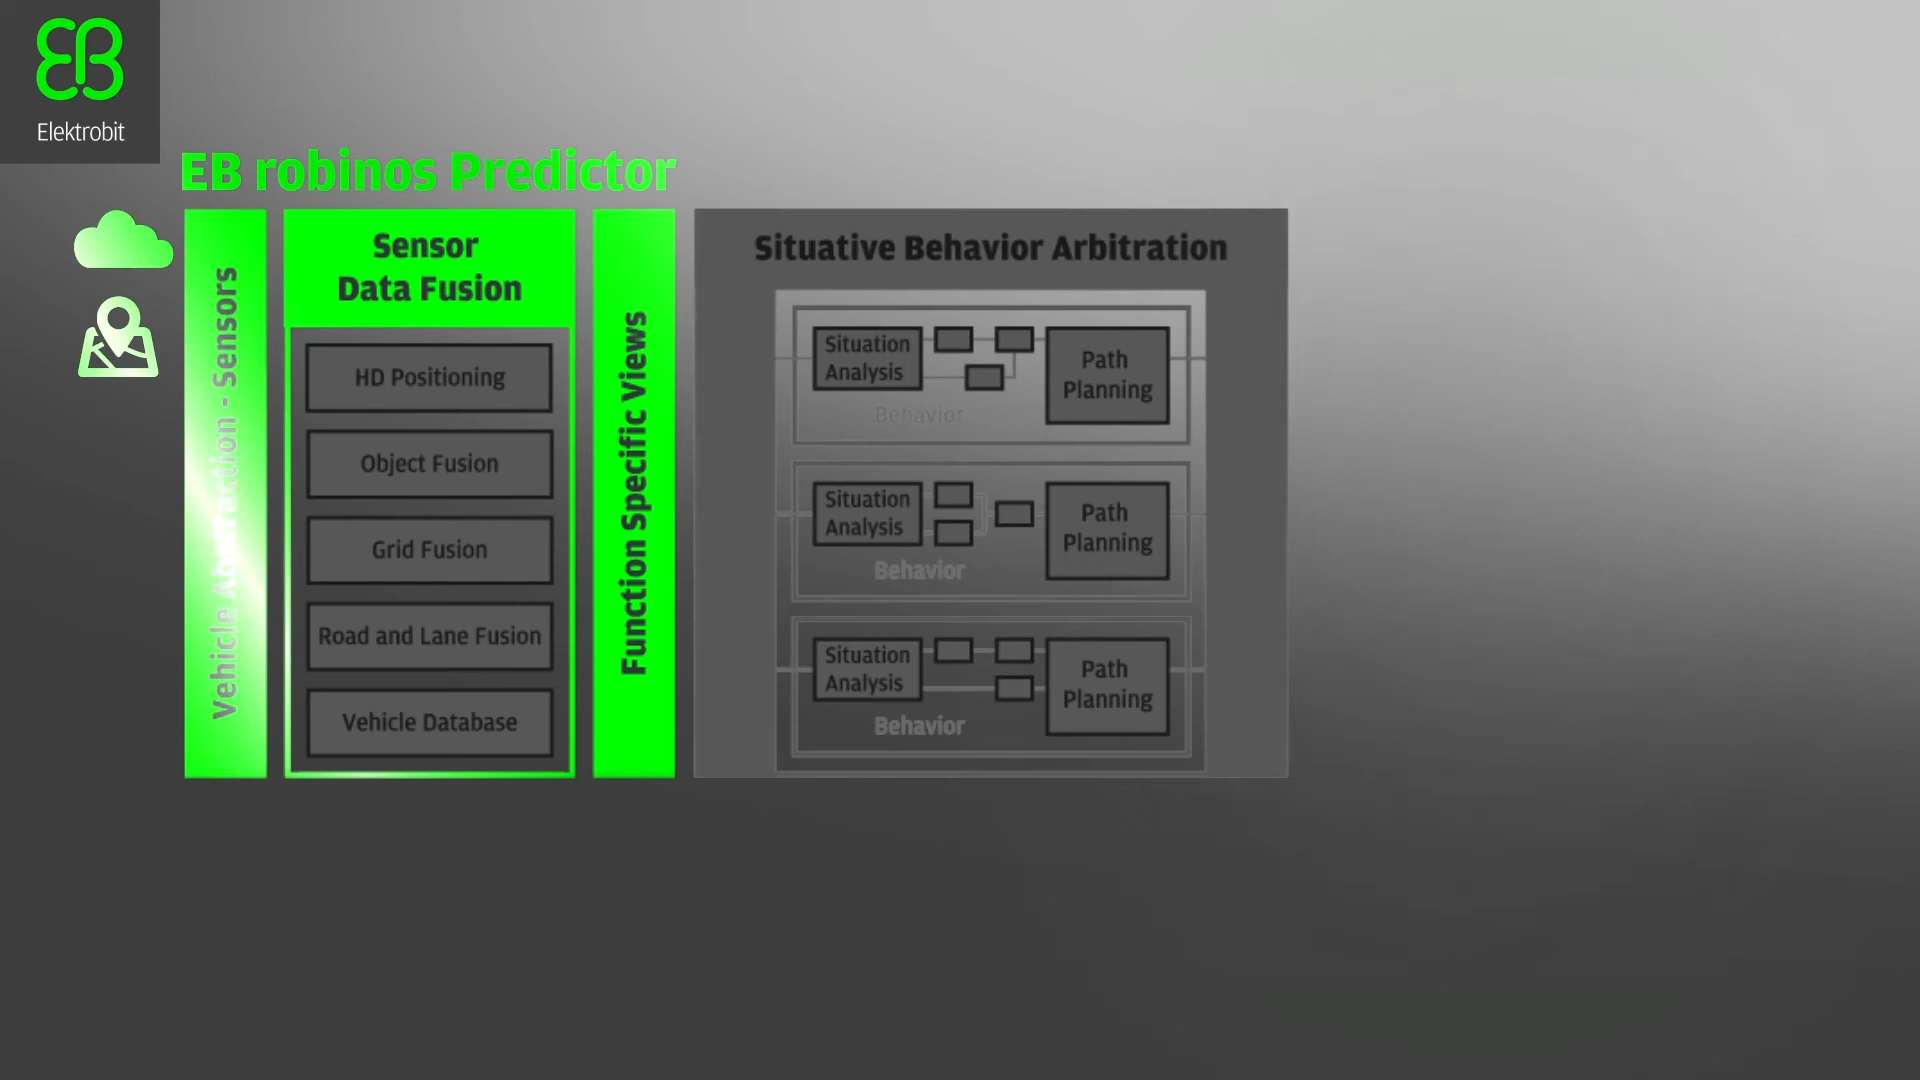 Elektrobit
EB robinos Predictor
Vehicle Abstraction - Sensors
Sensor
Data Fusion
HD Positioning
Object Fusion
Grid Fusion
Road and Lane Fusion
Vehicle Database
Function Specific Views
Situative Behavior Arbitration
Situation
Analysis
Path
Planning
Behavior
Situation
Analysis
Path
Planning
Behavior
Situation
Analysis
Path
Planning
Behavior